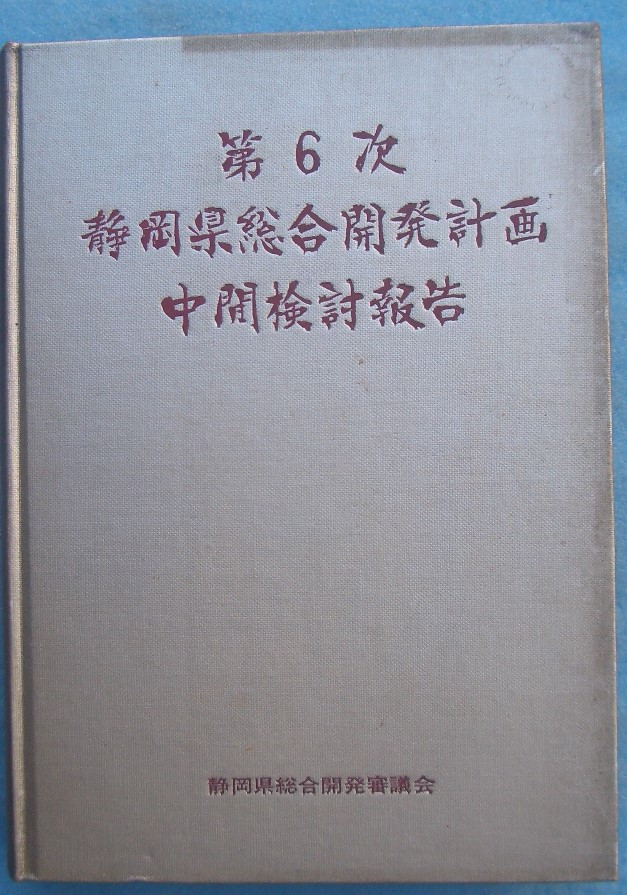 第6次
静岡県総合開発計画
中間検討報告
静岡県総合開発審議会